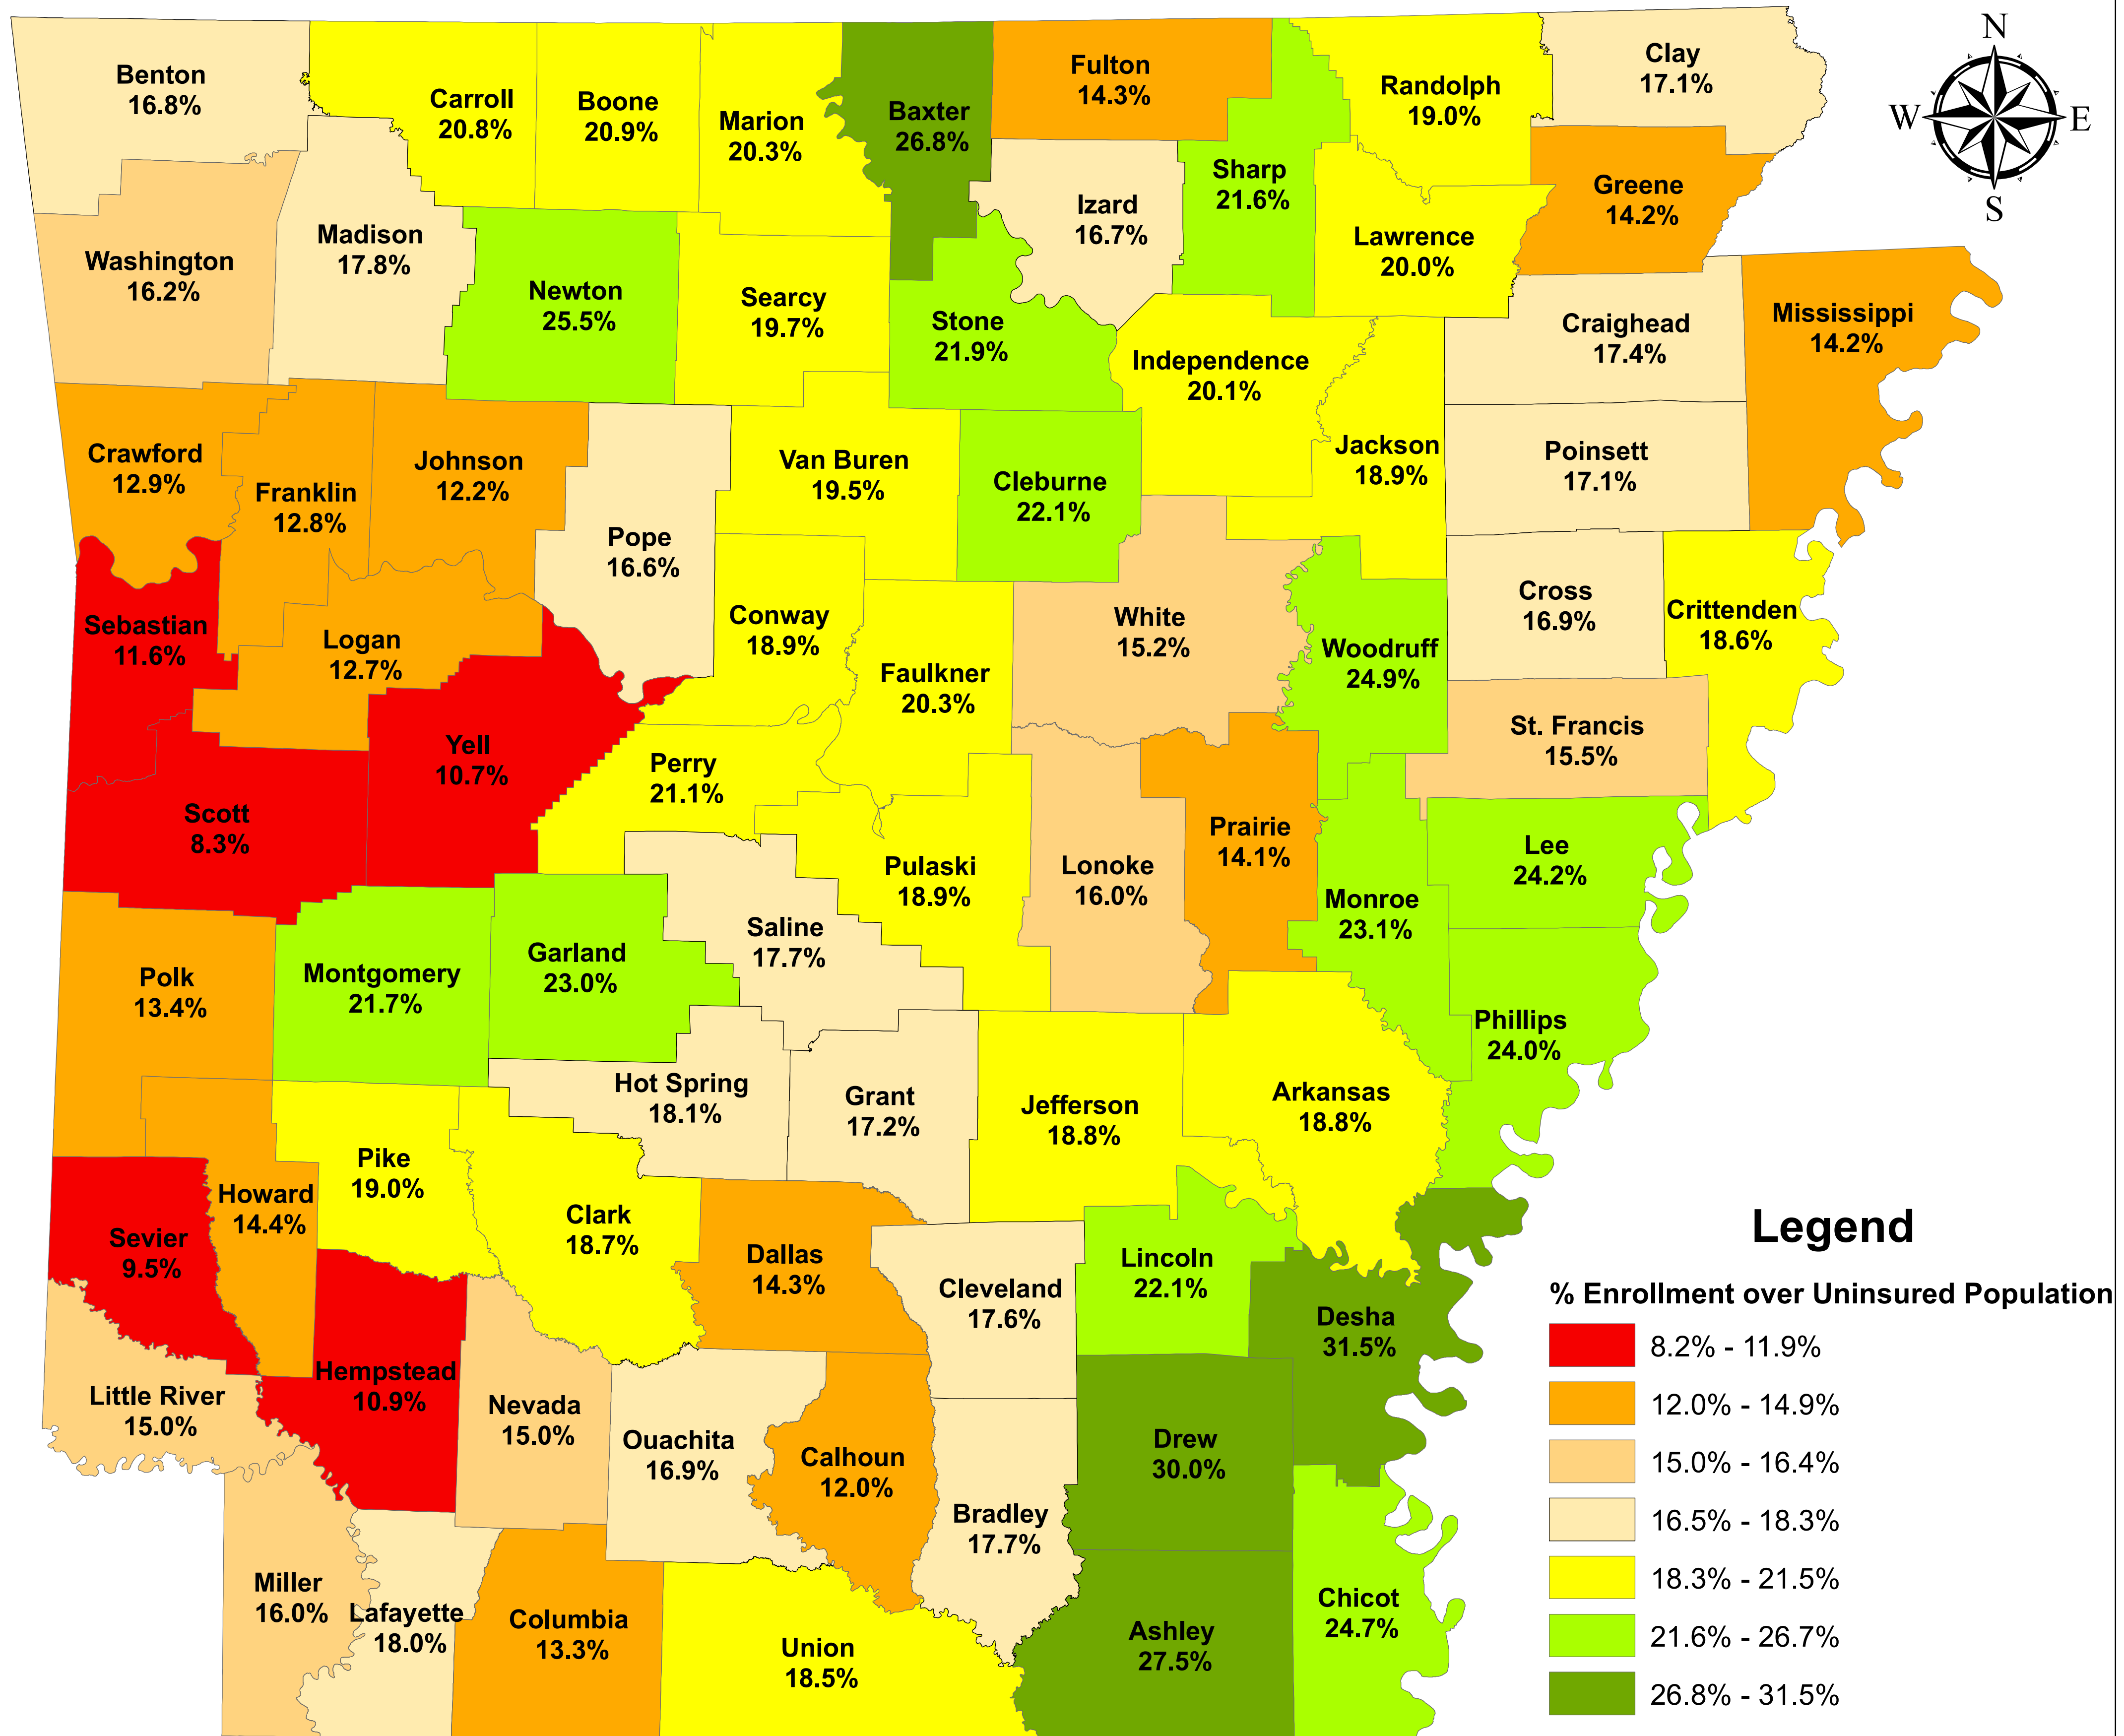 N
W
E
S
Benton
16.8%
Carroll
20.8%
Boone
20.9%
Marion
20.3%
Baxter
26.8%
Fulton
14.3%
Sharp
21.6%
Randolph
19.0%
Clay
17.1%
Greene
14.2%
Washington
16.2%
Madison
17.8%
Newton
25.5%
Searcy
19.7%
Stone
21.9%
Izard
16.7%
Lawrence
20.0%
Independence
20.1%
Craighead
17.4%
Mississippi
14.2%
Crawford
12.9%
Franklin
12.8%
Johnson
12.2%
Pope
16.6%
Van Buren
19.5%
Cleburne
22.1%
Jackson
18.9%
Poinsett
17.1%
Sebastian
11.6%
Logan
12.7%
Conway
18.9%
Faulkner
20.3%
White
15.2%
Woodruff
24.9%
Cross
16.9%
Crittenden
18.6%
St. Francis
15.5%
Scott
8.3%
Yell
10.7%
Perry
21.1%
Pulaski
18.9%
Lonoke
16.0%
Prairie
14.1%
Monroe
23.1%
Lee
24.2%
Polk
13.4%
Montgomery
21.7%
Garland
23.0%
Saline
17.7%
Phillips
24.0%
Hot Spring
18.1%
Grant
17.2%
Jefferson
18.8%
Arkansas
18.8%
Sevier
9.5%
Howard
14.4%
Pike
19.0%
Clark
18.7%
Dallas
14.3%
Cleveland
17.6%
Lincoln
22.1%
Desha
31.5%
Little River
15.0%
Hempstead
10.9%
Nevada
15.0%
Ouachita
16.9%
Calhoun
12.0%
Bradley
17.7%
Drew
30.0%
Miller
16.0%
Lafayette
18.0%
Columbia
13.3%
Union
18.5%
Ashley
27.5%
Chicot
24.7%
Legend
% Enrollment over Uninsured Population
8.2% - 11.9%
12.0% - 14.9%
15.0% - 16.4%
16.5% - 18.3%
18.3% - 21.5%
21.6% - 26.7%
26.8% - 31.5%